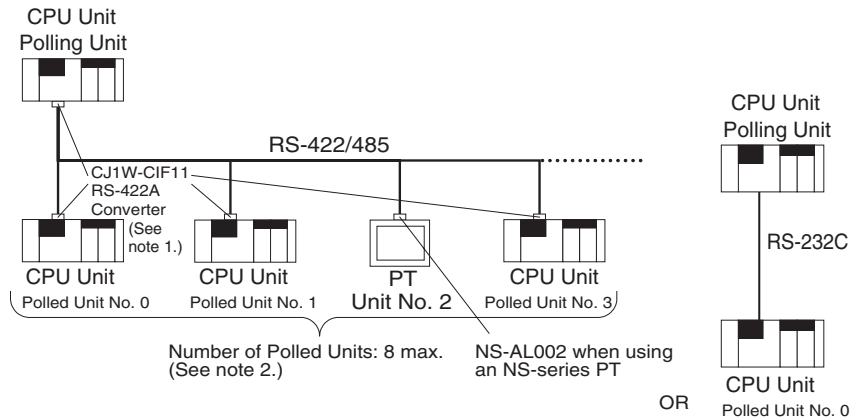 CPU Unit
Polling Unit
RS-422/485
CJ1W-CIF11
RS-422A
Converter
(See
note 1.)
CPU Unit
Polled Unit No. 0
CPU Unit
Polled Unit No. 1
PT
Unit No. 2
CPU Unit
Polled Unit No. 3
Number of Polled Units: 8 max.
(See note 2.)
NS-AL002 when using
an NS-series PT
OR
CPU Unit
Polling Unit
RS-232C
CPU Unit
Polled Unit No. 0